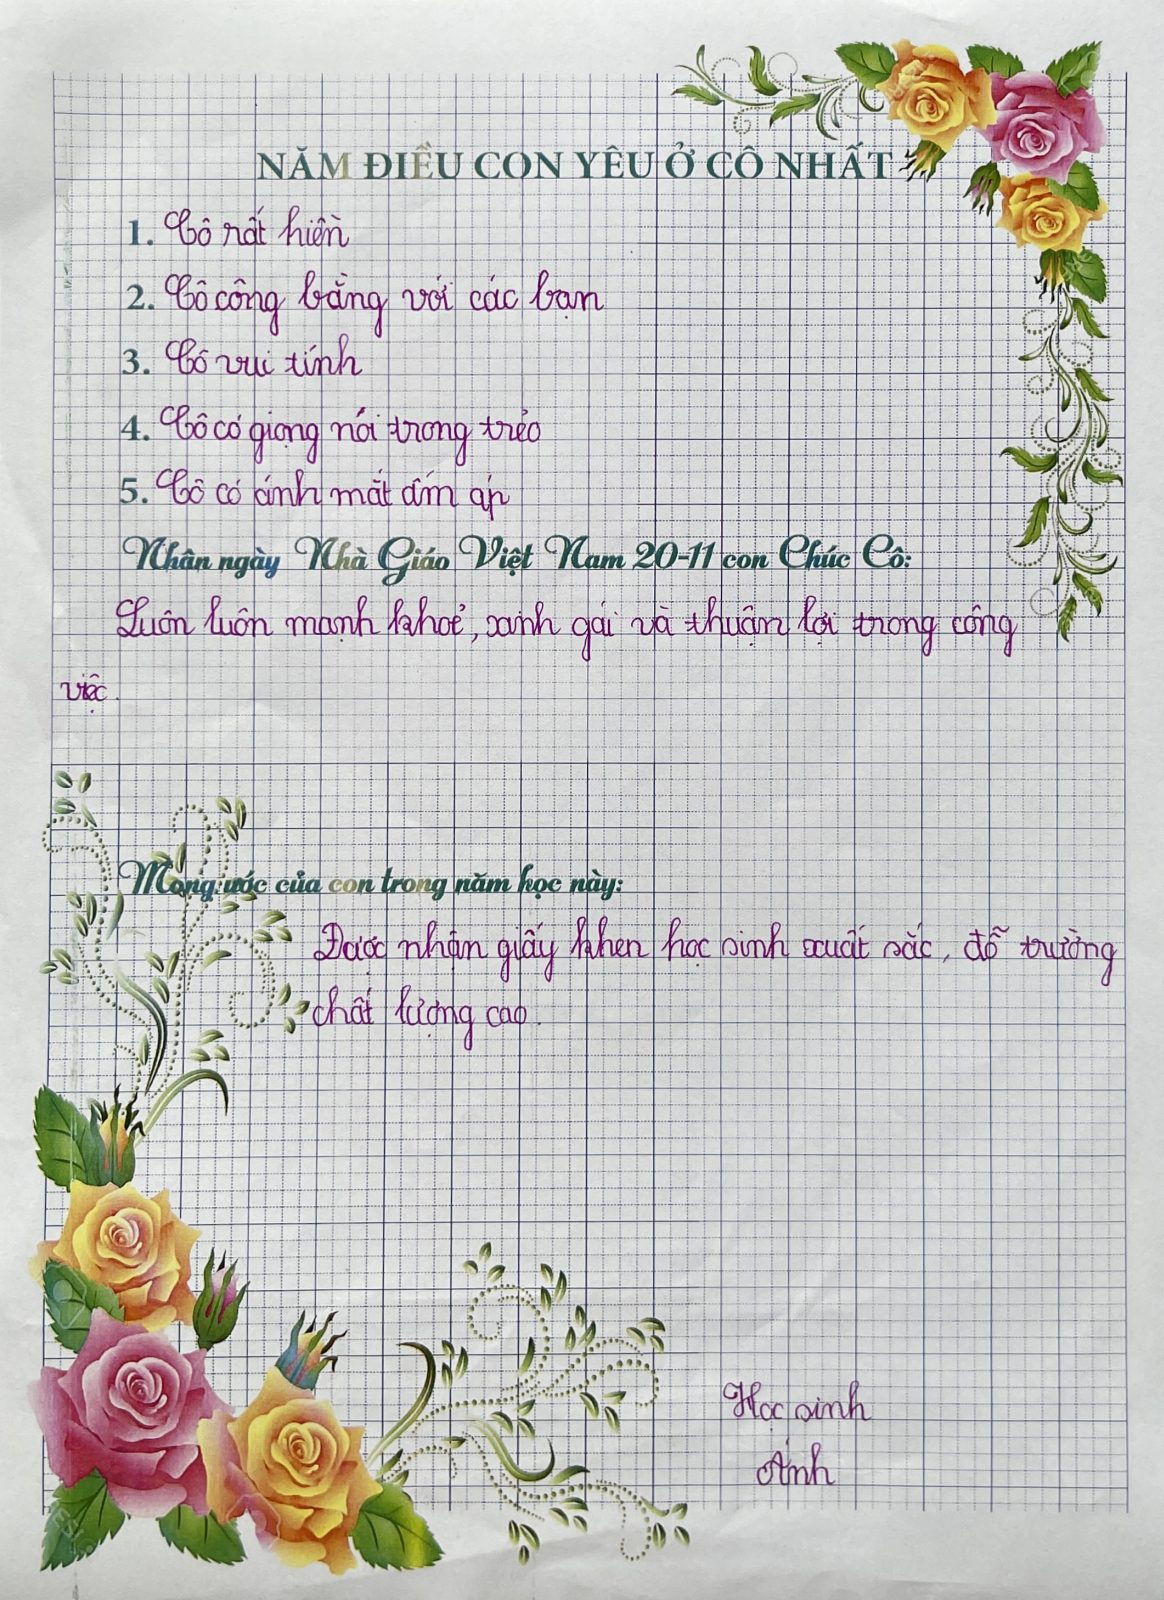 NĂM ĐIỀU CON YÊU Ở CÔ NHẤT
1. Cô rất hiền
2. Cô công bằng với các bạn
3. Cô vui tính
4. Cô có giọng nói trong trẻo
5. Cô có ánh mắt ấm áp
Nhân ngày Nhà Giáo Việt Nam 20-11 con Chúc Cô:
Luôn luôn mạnh khoẻ, xinh gái và thuận lợi trong công
việc.
Mong ước của con trong năm học này:
Được nhận giấy khen học sinh xuất sắc, đỗ trường
chất lượng cao.
Học sinh
Ánh